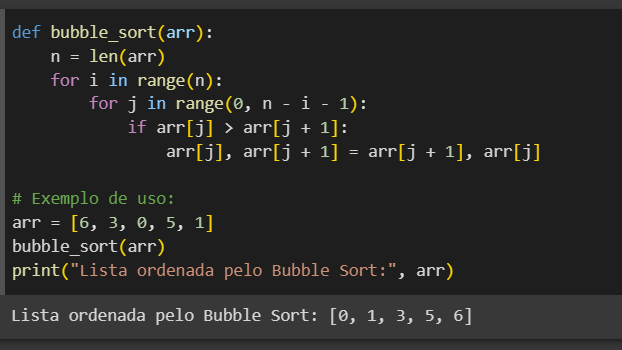 def bubble_sort(arr):
    n = len(arr)
    for i in range(n):
        for j in range(0, n - i - 1):
            if arr[j] > arr[j + 1]:
                arr[j], arr[j + 1] = arr[j + 1], arr[j]

# Exemplo de uso:
arr = [6, 3, 0, 5, 1]
bubble_sort(arr)
print("Lista ordenada pelo Bubble Sort:", arr)
Lista ordenada pelo Bubble Sort: [0, 1, 3, 5, 6]